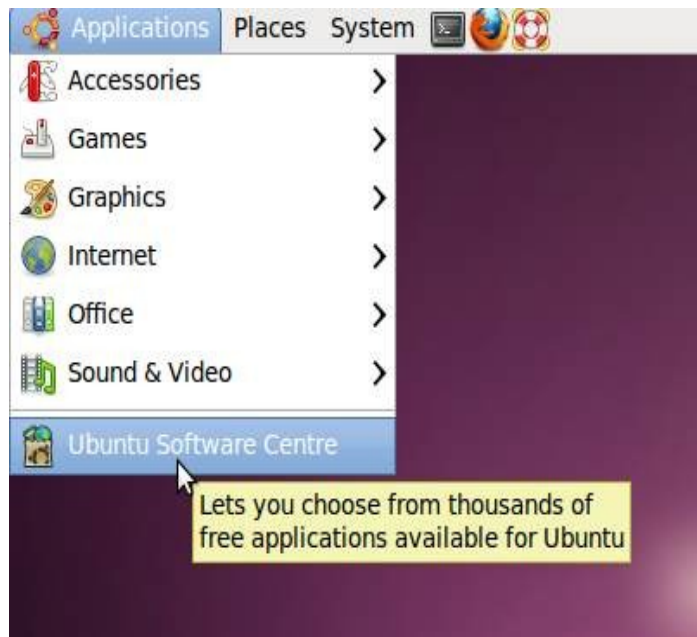 Applications Places System
Accessories
Games
Graphics
Internet
Office
Sound & Video
Ubuntu Software Centre
Lets you choose from thousands of
free applications available for Ubuntu